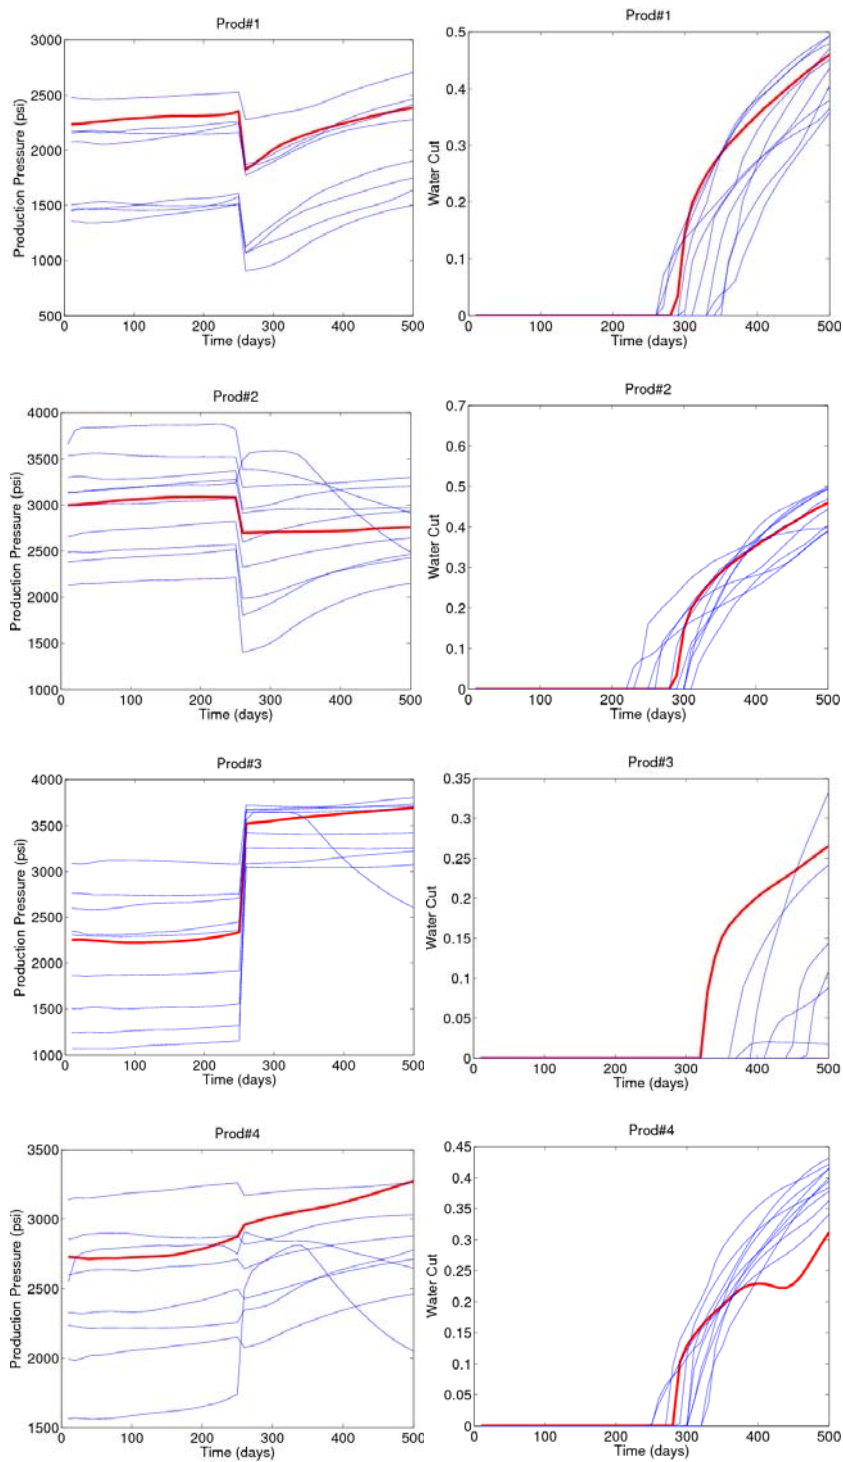 Prod#1
3000
2500
2000
1500
1000
500
0 100 200 300 400 500
Time (days)
Production Pressure (psi)
Prod#1
0.5
0.4
0.3
0.2
0.1
0
0 100 200 300 400 500
Time (days)
Water Cut
Prod#2
4000
3500
3000
2500
2000
1500
1000
0 100 200 300 400 500
Time (days)
Production Pressure (psi)
Prod#2
0.7
0.6
0.5
0.4
0.3
0.2
0.1
0
0 100 200 300 400 500
Time (days)
Water Cut
Prod#3
4000
3500
3000
2500
2000
1500
1000
0 100 200 300 400 500
Time (days)
Production Pressure (psi)
Prod#3
0.35
0.3
0.25
0.2
0.15
0.1
0.05
0
0 100 200 300 400 500
Time (days)
Water Cut
Prod#4
3500
3000
2500
2000
1500
0 100 200 300 400 500
Time (days)
Production Pressure (psi)
Prod#4
0.45
0.4
0.35
0.3
0.25
0.2
0.15
0.1
0.05
0
0 100 200 300 400 500
Time (days)
Water Cut